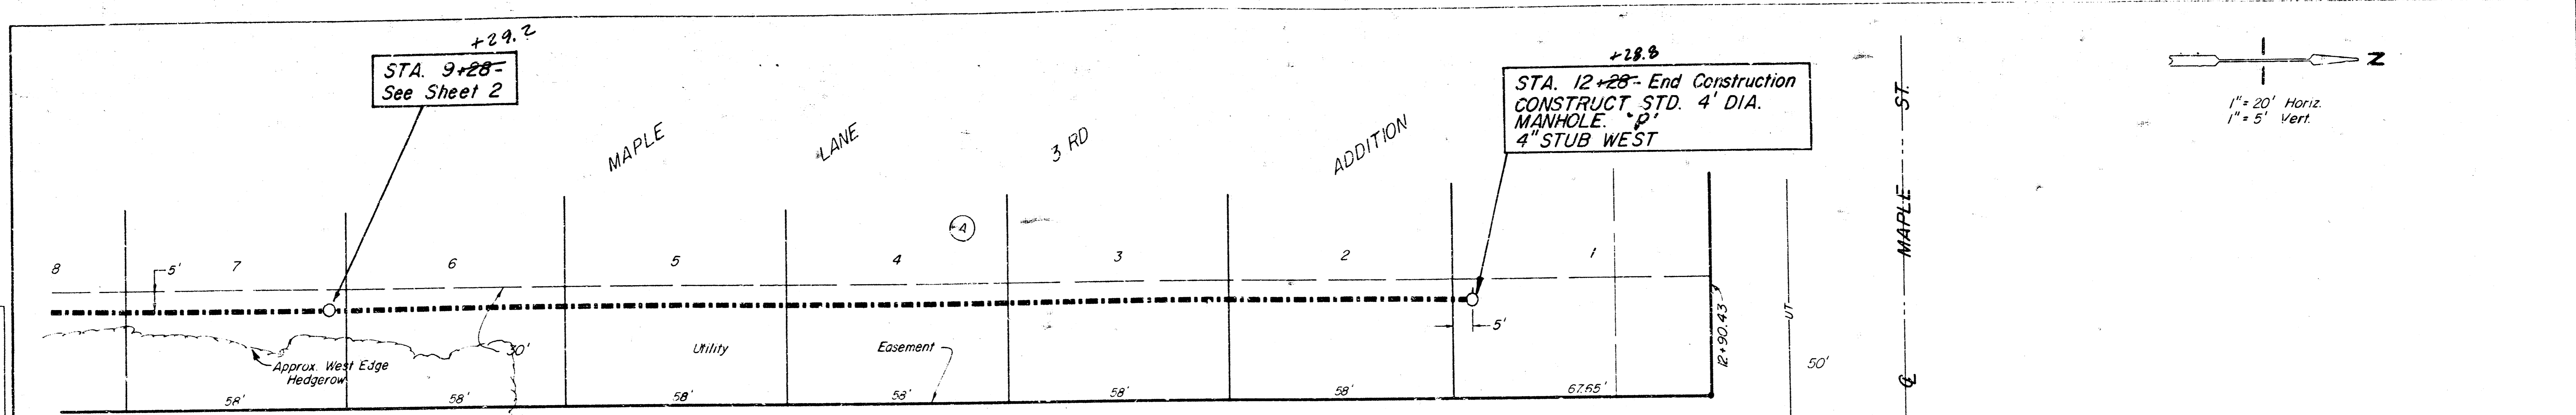 +29.2
STA. 9+28-
See Sheet 2
+28.8
STA. 12+28- End Construction
CONSTRUCT STD. 4' DIA.
MANHOLE. 'P'
4" STUB WEST
N
1" = 20' Horiz.
1" = 5' Vert.
MAPLE LANE 3 RD ADDITION
A
8 5' 7 6 5 4 3 2 1
5'
30'
Utility Easement
Approx. West Edge
Hedgerow
58' 58' 58' 58' 58' 58' 67.65'
12+90.43
UT
50'
℄ MAPLE ST.